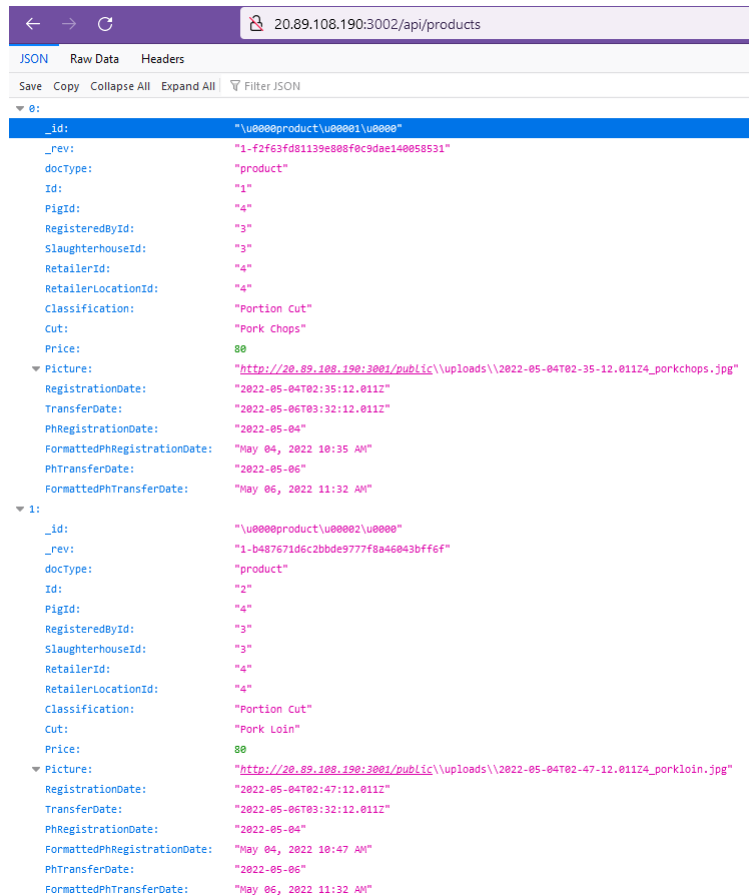 20.89.108.190:3002/api/products
JSON Raw Data Headers
Save Copy Collapse All Expand All Filter JSON
0:
_id: "\u0000product\u00001\u0000"
_rev: "1-f2f63fd81139e808f0c9dae140058531"
docType: "product"
Id: "1"
PigId: "4"
RegisteredById: "3"
SlaughterhouseId: "3"
RetailerId: "4"
RetailerLocationId: "4"
Classification: "Portion Cut"
Cut: "Pork Chops"
Price: 80
Picture: "http://20.89.108.190:3001/public\\uploads\\2022-05-04T02-35-12.011Z4_porkchops.jpg"
RegistrationDate: "2022-05-04T02:35:12.011Z"
TransferDate: "2022-05-06T03:32:12.011Z"
PhRegistrationDate: "2022-05-04"
FormattedPhRegistrationDate: "May 04, 2022 10:35 AM"
PhTransferDate: "2022-05-06"
FormattedPhTransferDate: "May 06, 2022 11:32 AM"
1:
_id: "\u0000product\u00002\u0000"
_rev: "1-b487671d6c2bbde9777f8a46043bff6f"
docType: "product"
Id: "2"
PigId: "4"
RegisteredById: "3"
SlaughterhouseId: "3"
RetailerId: "4"
RetailerLocationId: "4"
Classification: "Portion Cut"
Cut: "Pork Loin"
Price: 80
Picture: "http://20.89.108.190:3001/public\\uploads\\2022-05-04T02-47-12.011Z4_porkloin.jpg"
RegistrationDate: "2022-05-04T02:47:12.011Z"
TransferDate: "2022-05-06T03:32:12.011Z"
PhRegistrationDate: "2022-05-04"
FormattedPhRegistrationDate: "May 04, 2022 10:47 AM"
PhTransferDate: "2022-05-06"
FormattedPhTransferDate: "May 06, 2022 11:32 AM"